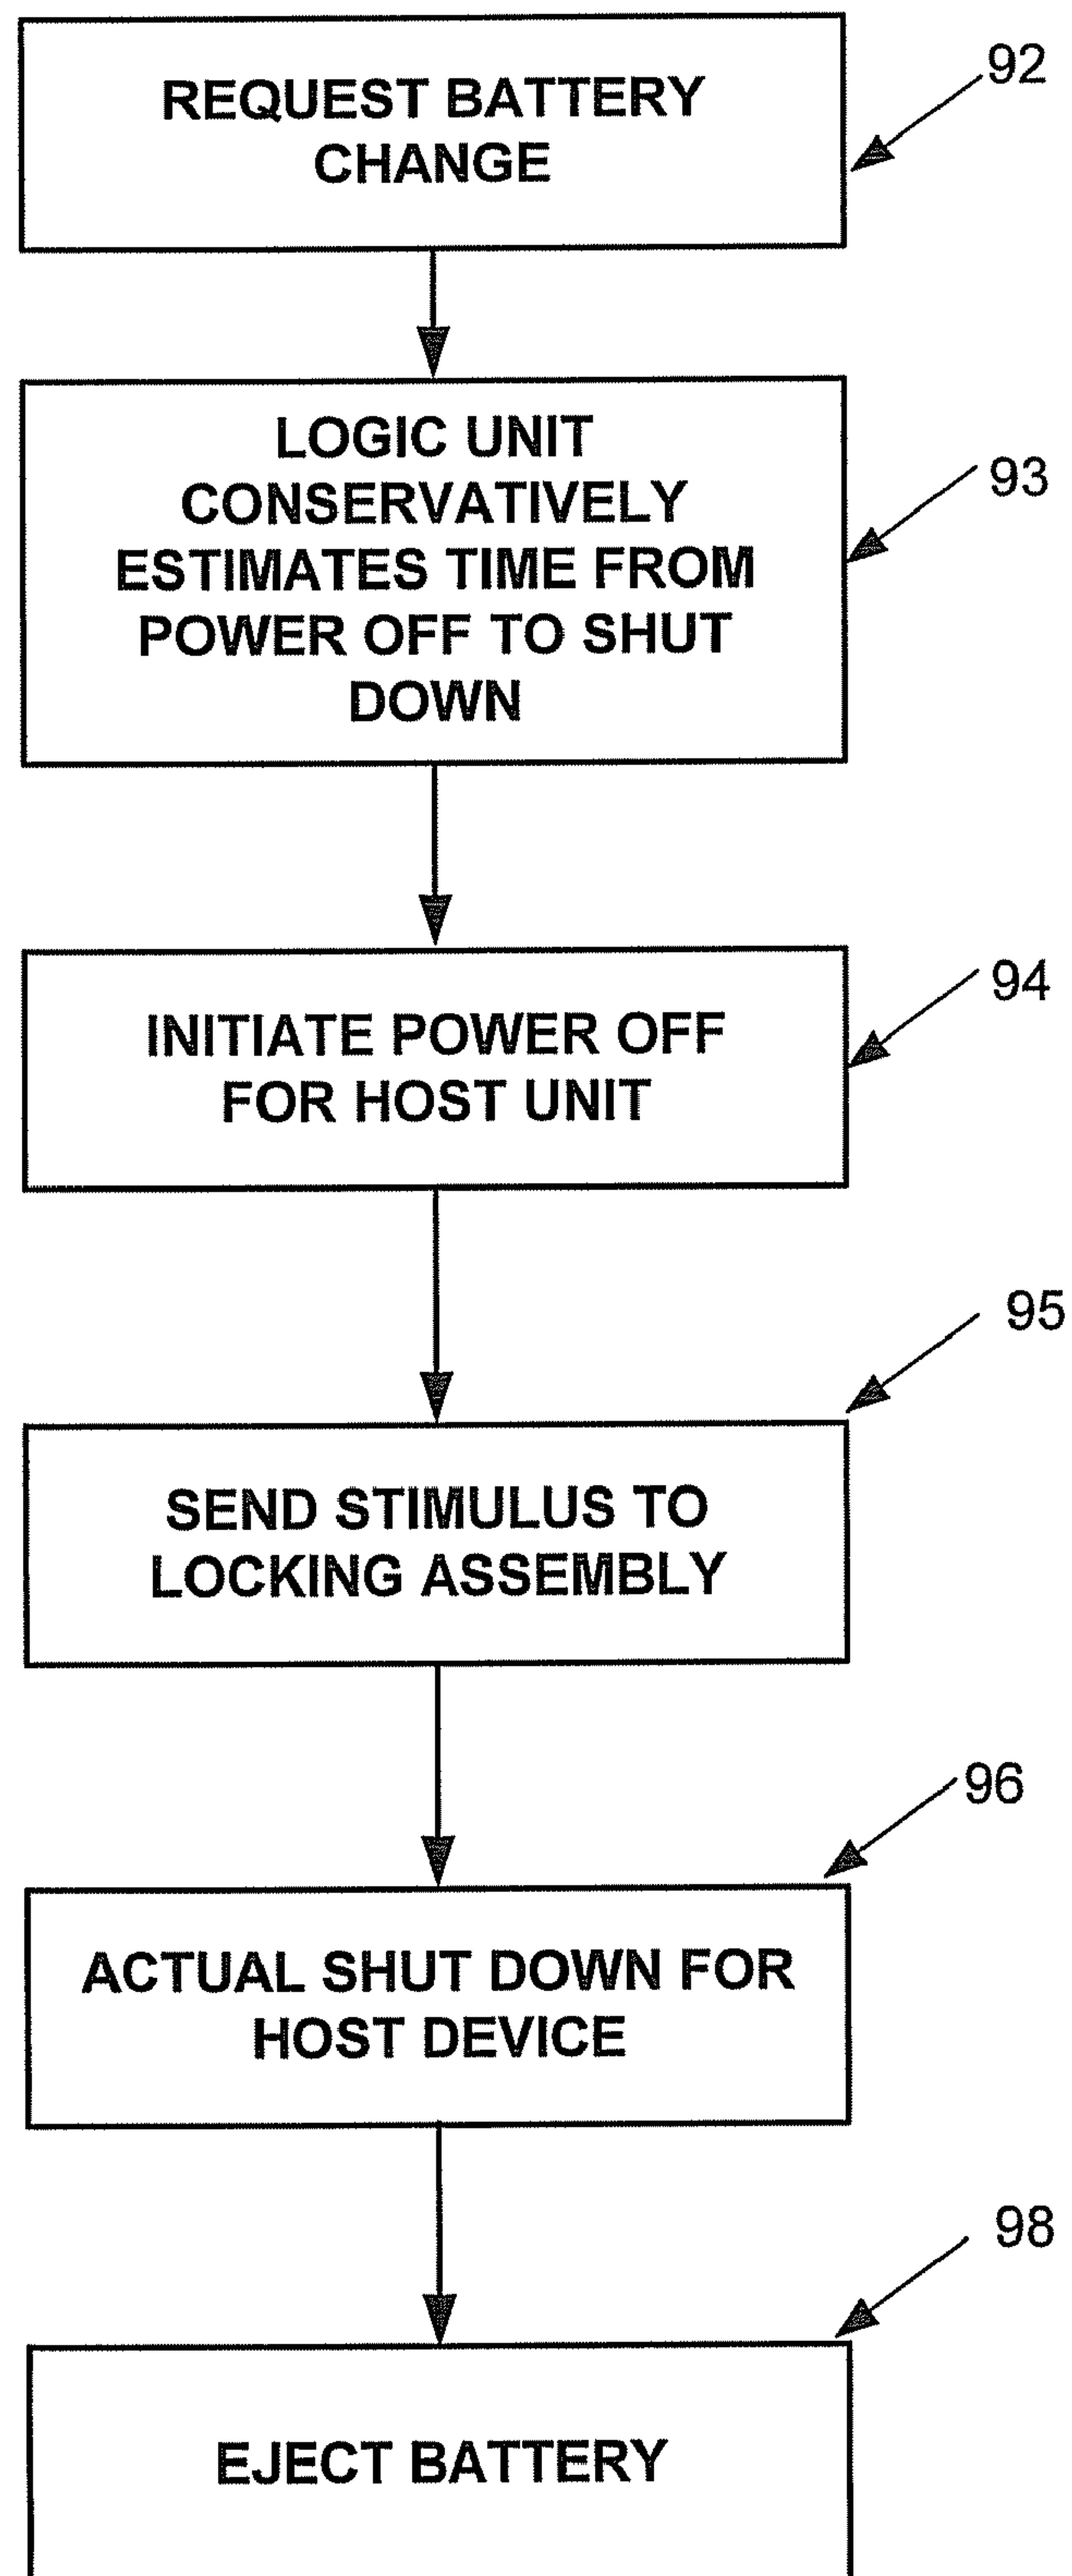 REQUEST BATTERY
CHANGE
92
LOGIC UNIT
CONSERVATIVELY
ESTIMATES TIME FROM
POWER OFF TO SHUT
DOWN
93
INITIATE POWER OFF
FOR HOST UNIT
94
SEND STIMULUS TO
LOCKING ASSEMBLY
95
ACTUAL SHUT DOWN FOR
HOST DEVICE
96
EJECT BATTERY
98